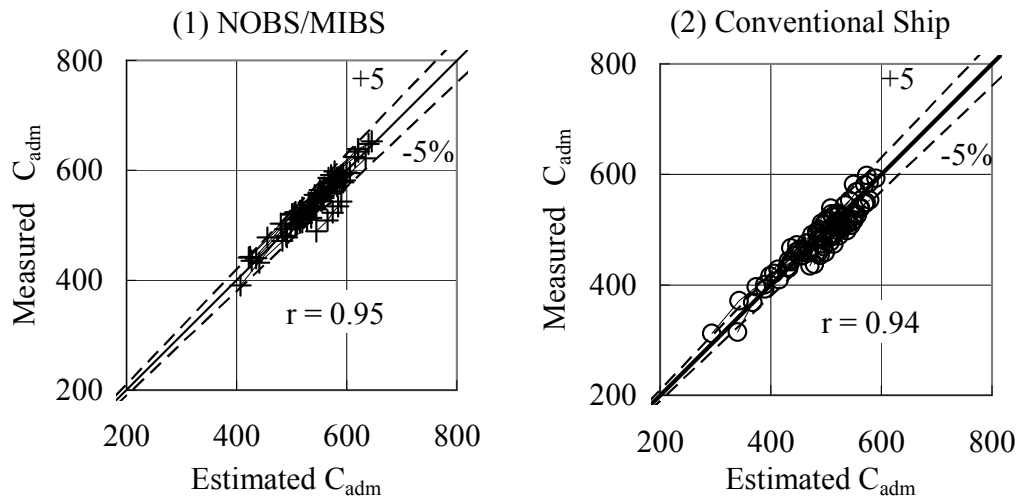 (1) NOBS/MIBS
800
600
400
200
200 400 600 800
Measured C_adm
Estimated C_adm
+5
-5%
r = 0.95
(2) Conventional Ship
800
600
400
200
200 400 600 800
Measured C_adm
Estimated C_adm
+5
-5%
r = 0.94